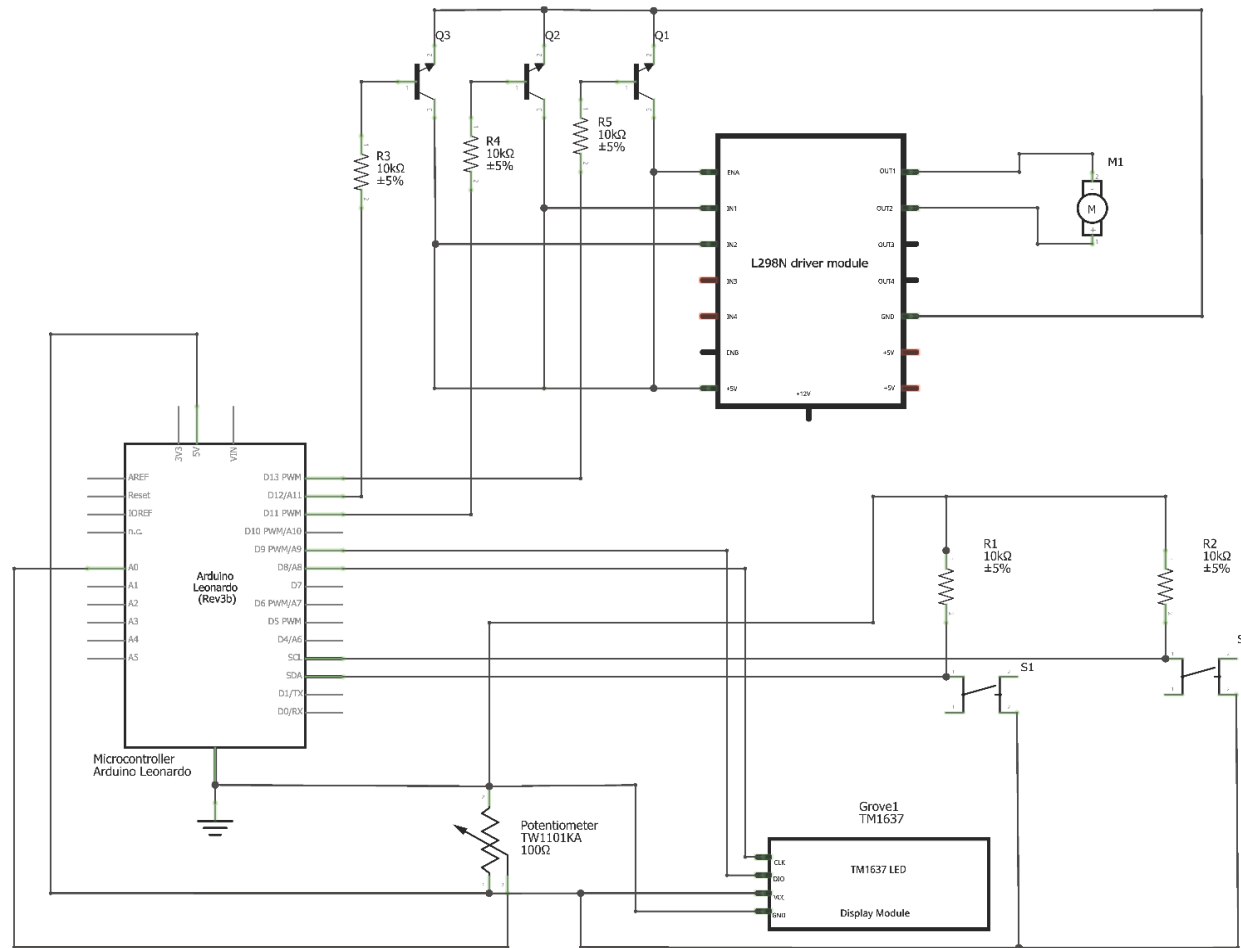 Q3
Q2
Q1
R3
10kΩ
±5%
R4
10kΩ
±5%
R5
10kΩ
±5%
ENA
IN1
IN2
IN3
IN4
ENB
+5V
+12V
L298N driver module
OUT1
OUT2
OUT3
OUT4
GND
+5V
+5V
M1
M
3V3
5V
VIN
AREF
Reset
IOREF
n.c.
A0
A1
A2
A3
A4
A5
Arduino
Leonardo
(Rev3b)
D13 PWM
D12/A11
D11 PWM
D10 PWM/A10
D9 PWM/A9
D8/A8
D7
D6 PWM/A7
D5 PWM
D4/A6
SCL
SDA
D1/TX
D0/RX
Microcontroller
Arduino Leonardo
R1
10kΩ
±5%
R2
10kΩ
±5%
S1
Potentiometer
TW1101KA
100Ω
Grove1
TM1637
CLK
DIO
VCC
GND
TM1637 LED
Display Module